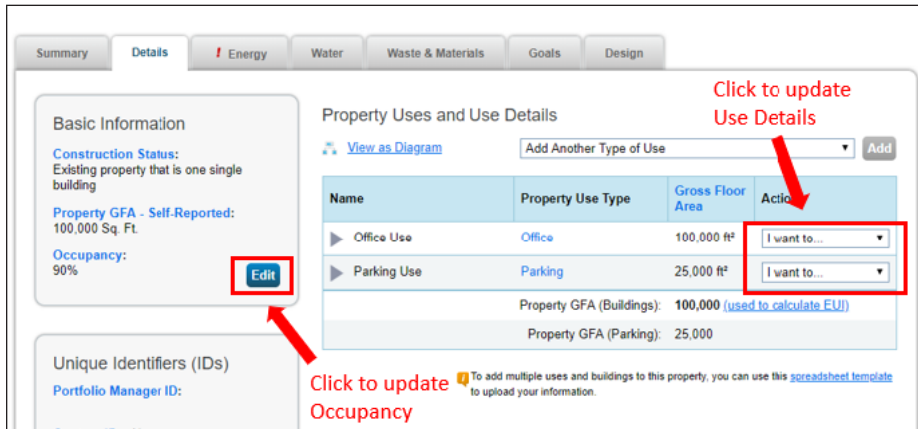 Summary
Details
! Energy
Water
Waste & Materials
Goals
Design
Click to update
Use Details
Basic Information
Construction Status:
Existing property that is one single
building
Property GFA - Self-Reported:
100,000 Sq. Ft.
Occupancy:
90%
Edit
Property Uses and Use Details
View as Diagram
Add Another Type of Use
Add
Name
Property Use Type
Gross Floor
Area
Action
Office Use
Office
100,000 ft²
I want to...
Parking Use
Parking
25,000 ft²
I want to...
Property GFA (Buildings): 100,000 (used to calculate EUI)
Property GFA (Parking): 25,000
To add multiple uses and buildings to this property, you can use this spreadsheet template
to upload your information.
Click to update
Occupancy
Unique Identifiers (IDs)
Portfolio Manager ID: